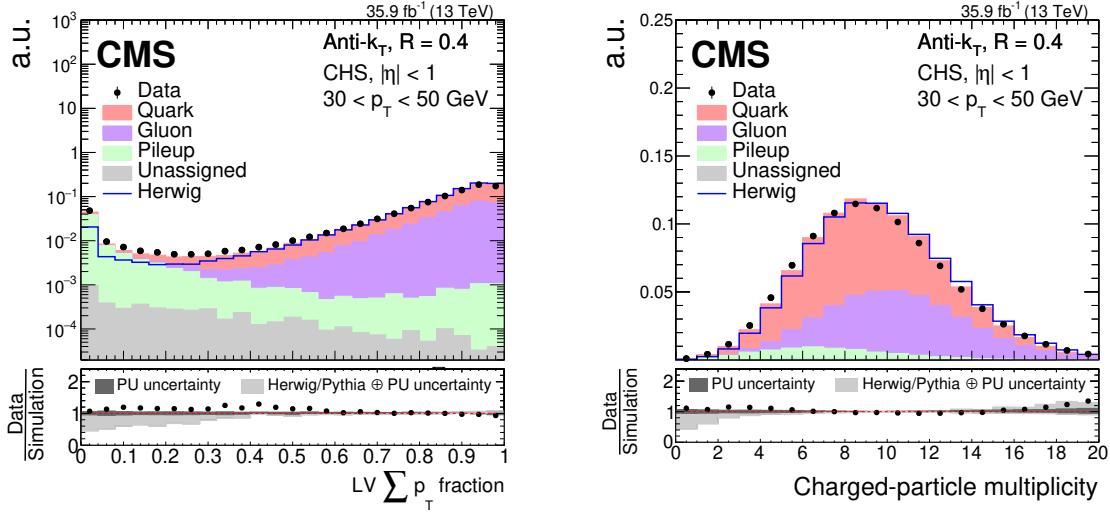 35.9 fb⁻¹ (13 TeV)
a.u.
10³
10²
10
1
10⁻¹
10⁻²
10⁻³
10⁻⁴
CMS
Anti-k_T, R = 0.4
CHS, |η| < 1
30 < p_T < 50 GeV
Data
Quark
Gluon
Pileup
Unassigned
Herwig
Data
Simulation
2
1
0
PU uncertainty
Herwig/Pythia ⊕ PU uncertainty
0 0.1 0.2 0.3 0.4 0.5 0.6 0.7 0.8 0.9 1
LV ∑ p_T fraction
35.9 fb⁻¹ (13 TeV)
a.u.
0.25
0.2
0.15
0.1
0.05
CMS
Anti-k_T, R = 0.4
CHS, |η| < 1
30 < p_T < 50 GeV
Data
Quark
Gluon
Pileup
Unassigned
Herwig
Data
Simulation
2
1
0
PU uncertainty
Herwig/Pythia ⊕ PU uncertainty
0 2 4 6 8 10 12 14 16 18 20
Charged-particle multiplicity